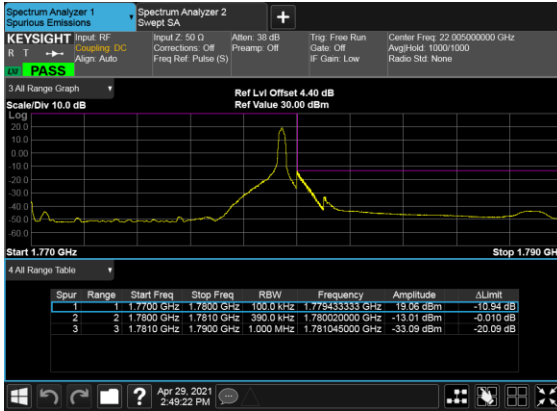 Spectrum Analyzer 1
Spurious Emissions
Spectrum Analyzer 2
Swept SA
KEYSIGHT
R T
LXI
PASS
Input: RF
Coupling: DC
Align: Auto
Input Z: 50 Ω
Corrections: Off
Freq Ref: Pulse (S)
Atten: 38 dB
Preamp: Off
Trig: Free Run
Gate: Off
IF Gain: Low
Center Freq: 22.005000000 GHz
Avg|Hold: 1000/1000
Radio Std: None
3 All Range Graph
Scale/Div 10.0 dB
Ref Lvl Offset 4.40 dB
Ref Value 30.00 dBm
Log
20.0
10.0
0.00
-10.0
-20.0
-30.0
-40.0
-50.0
-60.0
Start 1.770 GHz
Stop 1.790 GH
4 All Range Table
Spur Range Start Freq Stop Freq RBW Frequency Amplitude ΔLimit
1 1 1.7700 GHz 1.7800 GHz 100.0 kHz 1.779433333 GHz 19.06 dBm -10.94 dB
2 2 1.7800 GHz 1.7810 GHz 390.0 kHz 1.780020000 GHz -13.01 dBm -0.010 dB
3 3 1.7810 GHz 1.7900 GHz 1.000 MHz 1.781045000 GHz -33.09 dBm -20.09 dB
?
Apr 29, 2021
2:49:22 PM